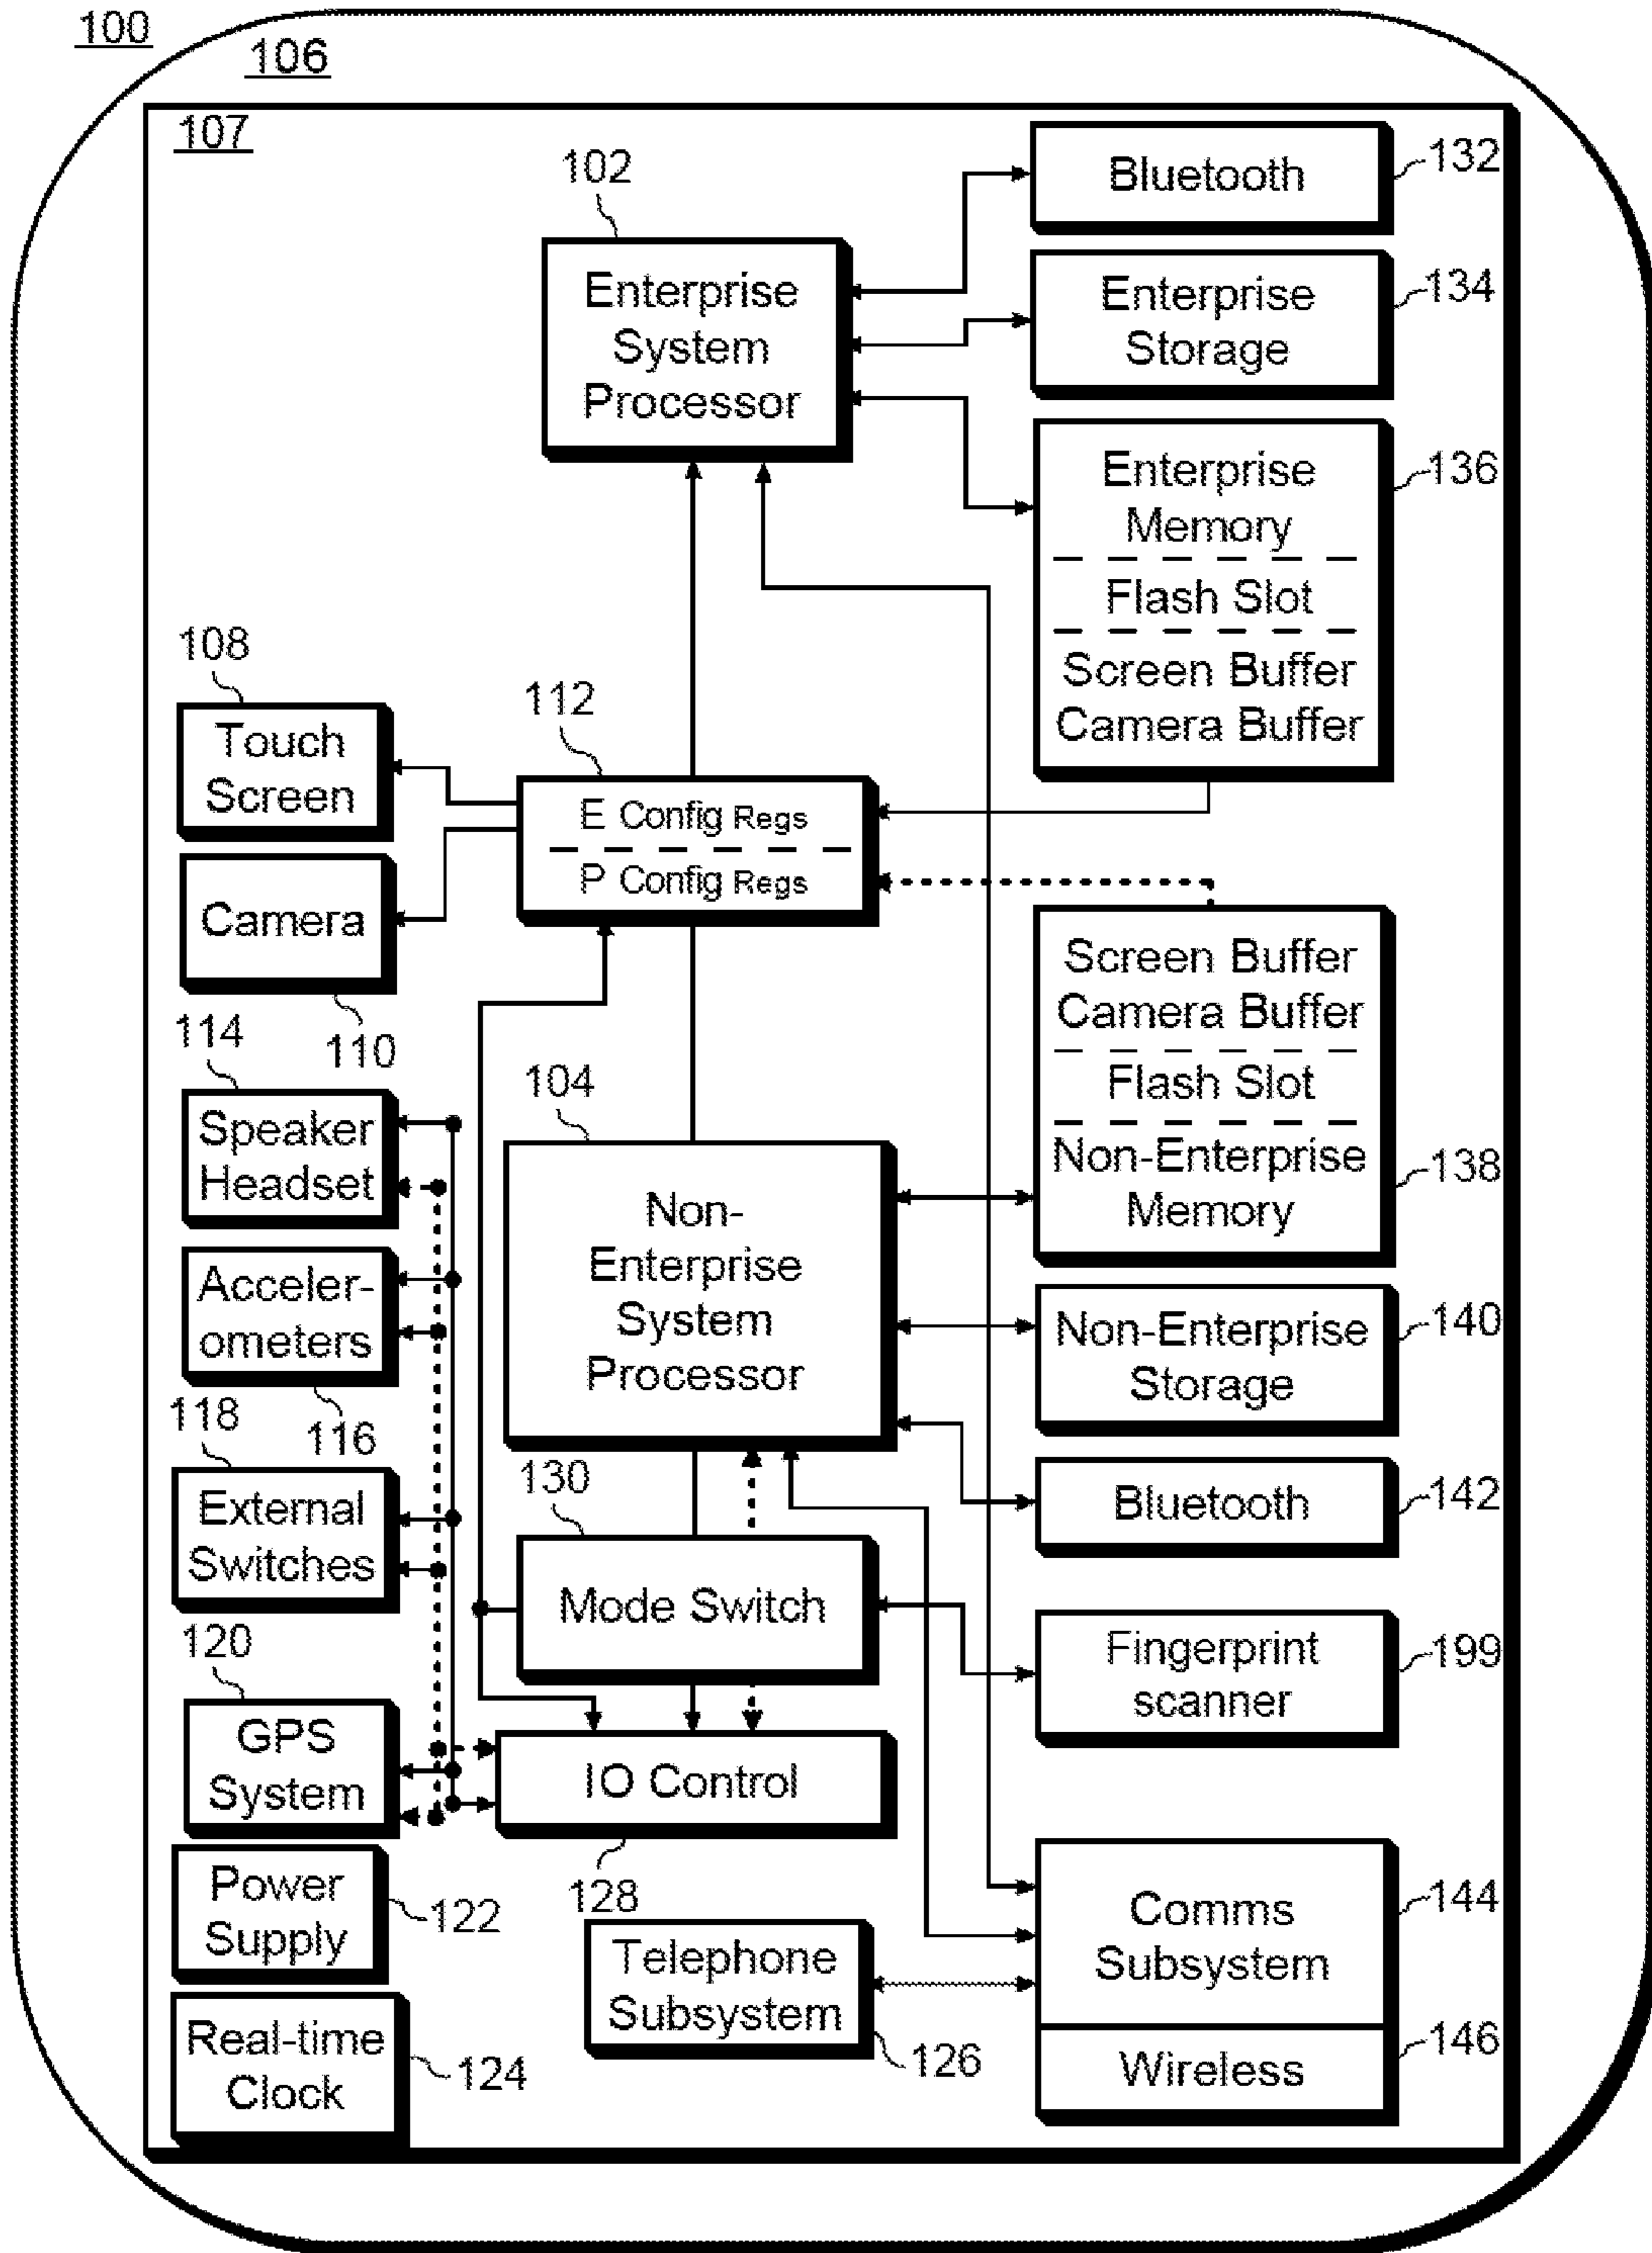 100
106
107
102
Enterprise
System
Processor
Bluetooth
132
Enterprise
Storage
134
Enterprise
Memory
Flash Slot
Screen Buffer
Camera Buffer
136
108
Touch
Screen
112
E Config Regs
P Config Regs
Camera
110
Screen Buffer
Camera Buffer
Flash Slot
Non-Enterprise
Memory
138
114
Speaker
Headset
104
Non-
Enterprise
System
Processor
Acceler-
ometers
116
Non-Enterprise
Storage
140
118
External
Switches
Bluetooth
142
130
Mode Switch
Fingerprint
scanner
199
120
GPS
System
IO Control
128
Power
Supply
122
Telephone
Subsystem
126
Comms
Subsystem
144
Wireless
146
Real-time
Clock
124